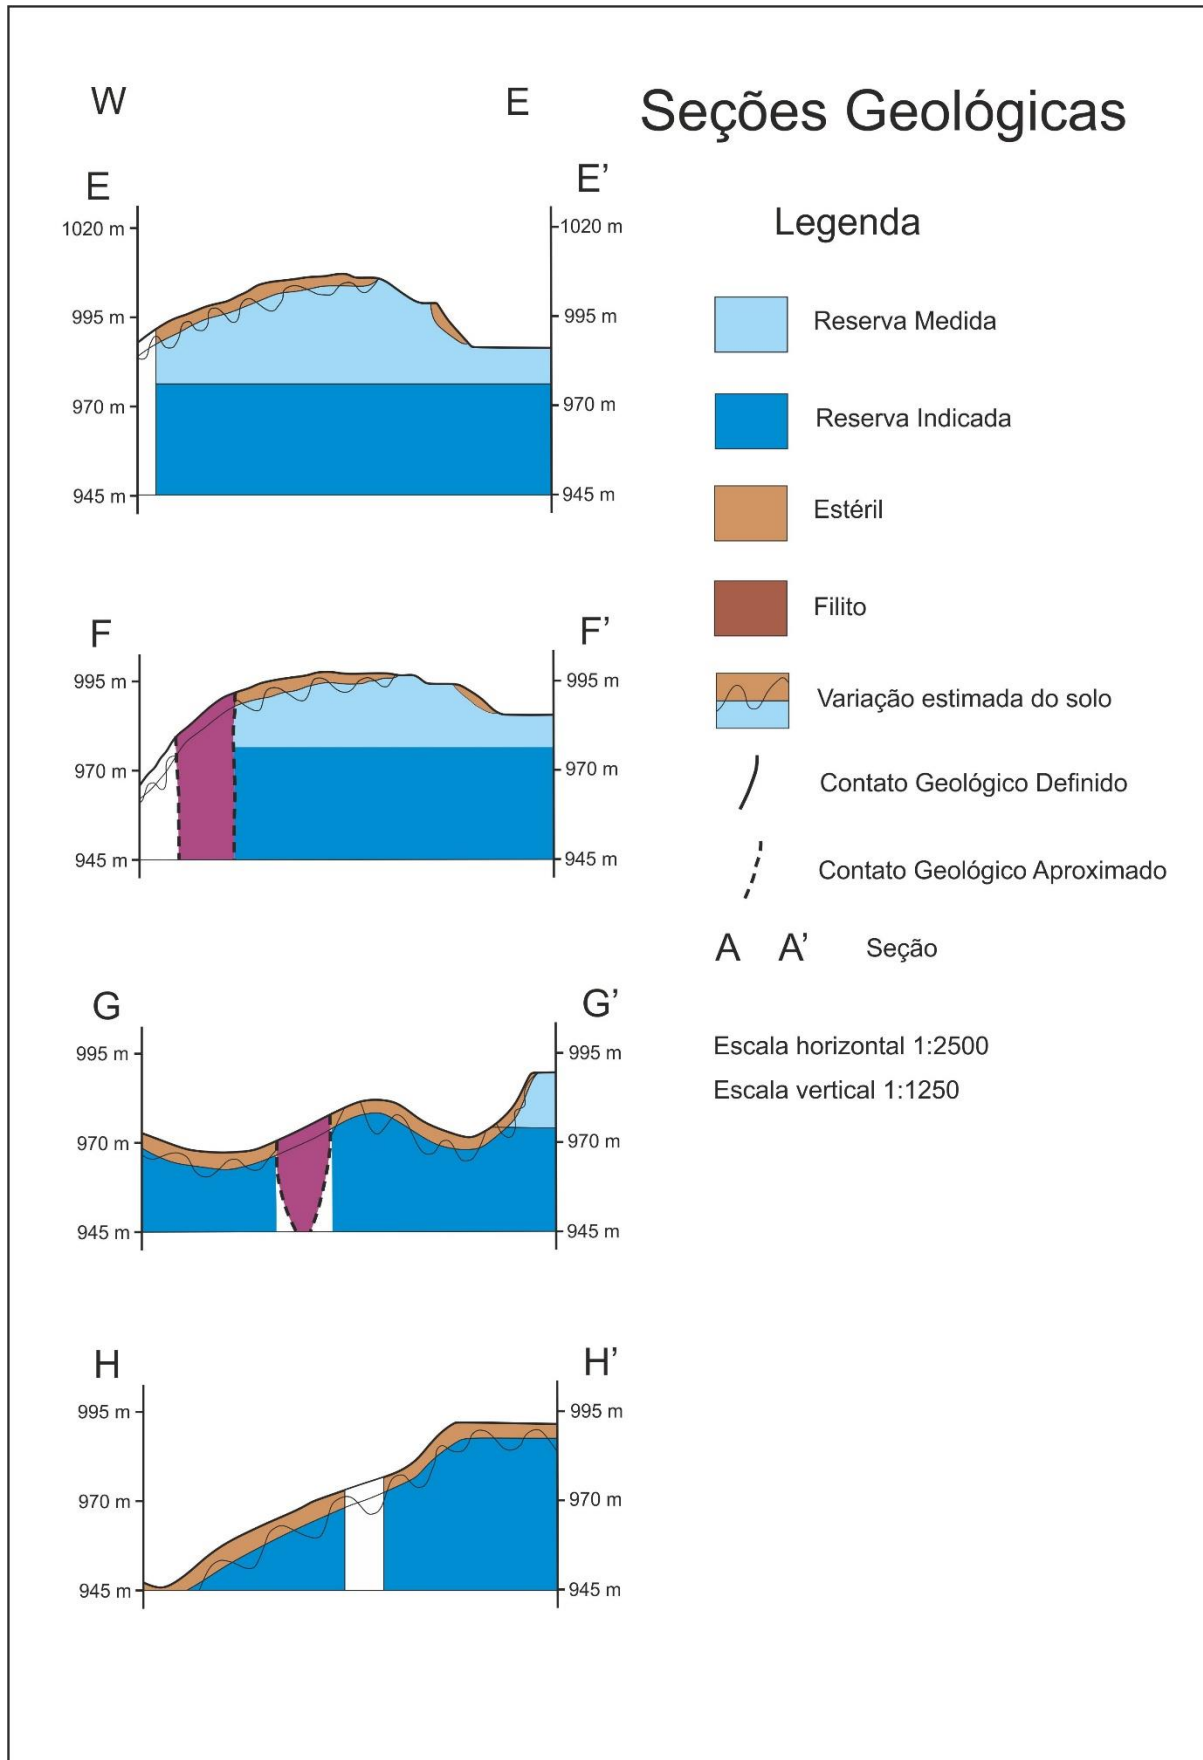 W E
Seções Geológicas
E E'
1020 m 1020 m
995 m 995 m
970 m 970 m
945 m 945 m
F F'
995 m 995 m
970 m 970 m
945 m 945 m
G G'
995 m 995 m
970 m 970 m
945 m 945 m
H H'
995 m 995 m
970 m 970 m
945 m 945 m
Legenda
Reserva Medida
Reserva Indicada
Estéril
Filito
Variação estimada do solo
Contato Geológico Definido
Contato Geológico Aproximado
A A' Seção
Escala horizontal 1:2500
Escala vertical 1:1250